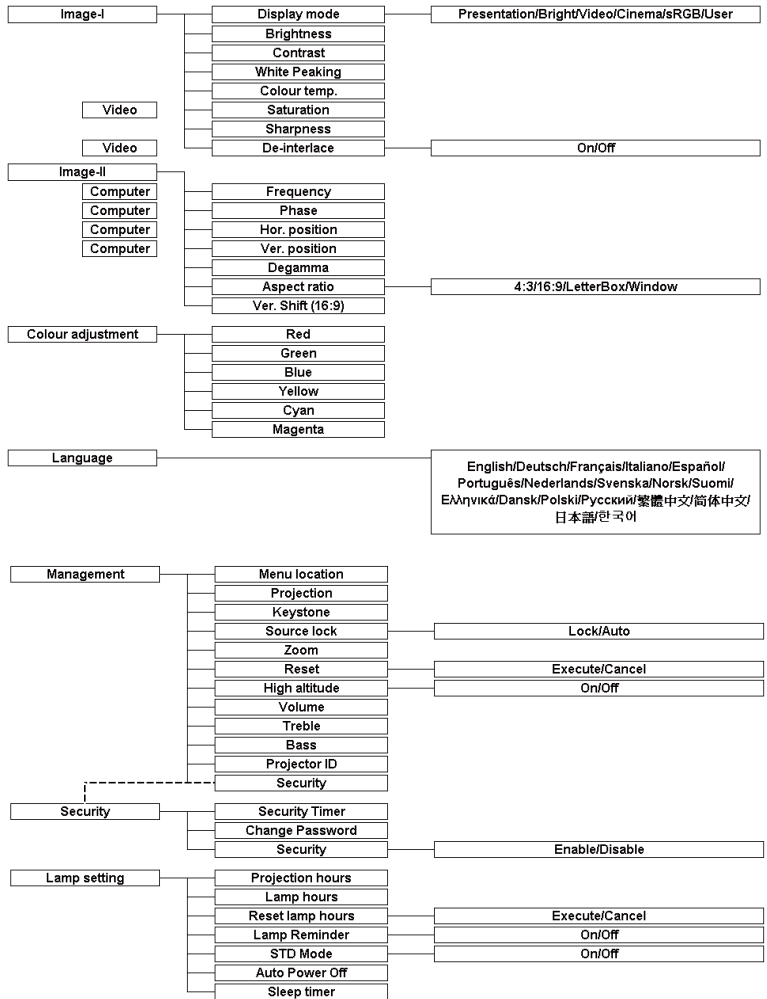 Image-I Display mode Presentation/Bright/Video/Cinema/sRGB/User
Brightness
Contrast
White Peaking
Colour temp.
Video Saturation
Sharpness
Video De-interlace On/Off
Image-II
Computer Frequency
Computer Phase
Computer Hor. position
Computer Ver. position
Degamma
Aspect ratio 4:3/16:9/LetterBox/Window
Ver. Shift (16:9)
Colour adjustment Red
Green
Blue
Yellow
Cyan
Magenta
Language
English/Deutsch/Français/Italiano/Español/
Português/Nederlands/Svenska/Norsk/Suomi/
Ελληνικά/Dansk/Polski/Русский/繁體中文/简体中文/
日本語/한국어
Management Menu location
Projection
Keystone
Source lock Lock/Auto
Zoom
Reset Execute/Cancel
High altitude On/Off
Volume
Treble
Bass
Projector ID
Security
Security Security Timer
Change Password
Security Enable/Disable
Lamp setting Projection hours
Lamp hours
Reset lamp hours Execute/Cancel
Lamp Reminder On/Off
STD Mode On/Off
Auto Power Off
Sleep timer